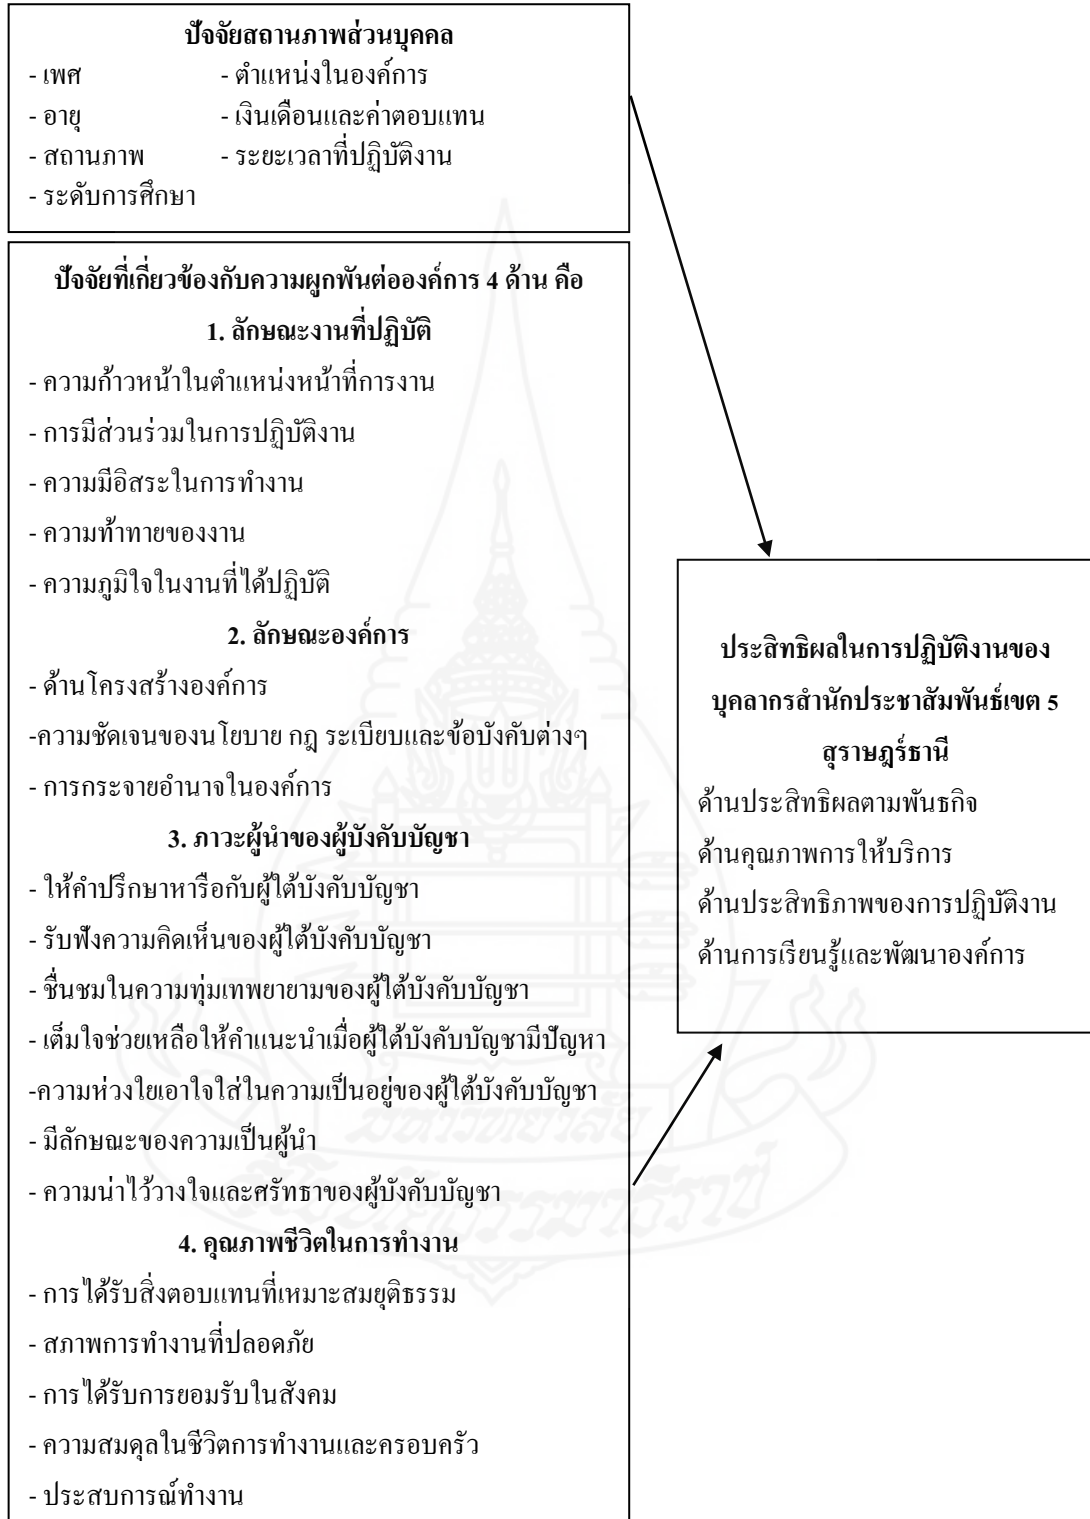 ปัจจัยสถานภาพส่วนบุคคล
- เพศ - ตำแหน่งในองค์การ
- อายุ - เงินเดือนและค่าตอบแทน
- สถานภาพ - ระยะเวลาที่ปฏิบัติงาน
- ระดับการศึกษา
ปัจจัยที่เกี่ยวข้องกับความผูกพันต่อองค์การ 4 ด้าน คือ
1. ลักษณะงานที่ปฏิบัติ
- ความก้าวหน้าในตำแหน่งหน้าที่การงาน
- การมีส่วนร่วมในการปฏิบัติงาน
- ความมีอิสระในการทำงาน
- ความท้าทายของงาน
- ความภูมิใจในงานที่ได้ปฏิบัติ
2. ลักษณะองค์การ
- ด้านโครงสร้างองค์การ
-ความชัดเจนของนโยบาย กฎ ระเบียบและข้อบังคับต่างๆ
- การกระจายอำนาจในองค์การ
3. ภาวะผู้นำของผู้บังคับบัญชา
- ให้คำปรึกษาหารือกับผู้ใต้บังคับบัญชา
- รับฟังความคิดเห็นของผู้ใต้บังคับบัญชา
- ชื่นชมในความทุ่มเทพยายามของผู้ใต้บังคับบัญชา
- เต็มใจช่วยเหลือให้คำแนะนำเมื่อผู้ใต้บังคับบัญชามีปัญหา
-ความห่วงใยเอาใจใส่ในความเป็นอยู่ของผู้ใต้บังคับบัญชา
- มีลักษณะของความเป็นผู้นำ
- ความน่าไว้วางใจและศรัทธาของผู้บังคับบัญชา
4. คุณภาพชีวิตในการทำงาน
- การได้รับสิ่งตอบแทนที่เหมาะสมยุติธรรม
- สภาพการทำงานที่ปลอดภัย
- การได้รับการยอมรับในสังคม
- ความสมดุลในชีวิตการทำงานและครอบครัว
- ประสบการณ์ทำงาน
ประสิทธิผลในการปฏิบัติงานของ
บุคลากรสำนักประชาสัมพันธ์เขต 5
สุราษฎร์ธานี
ด้านประสิทธิผลตามพันธกิจ
ด้านคุณภาพการให้บริการ
ด้านประสิทธิภาพของการปฏิบัติงาน
ด้านการเรียนรู้และพัฒนาองค์การ
มหาวิทยาลัย
สุโขทัยธรรมาธิราช